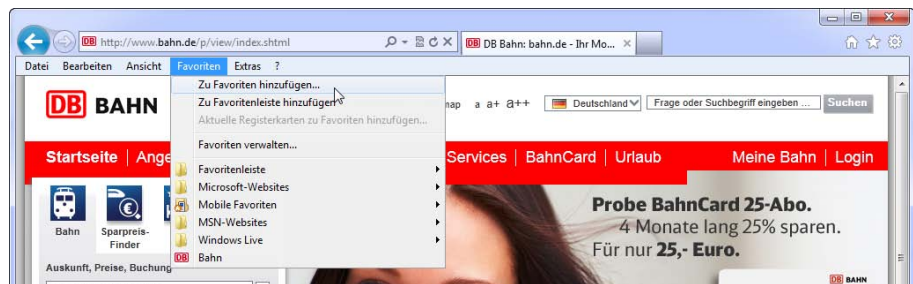 http://www.bahn.de/p/view/index.shtml
DB Bahn: bahn.de - Ihr Mo...
Datei Bearbeiten Ansicht Favoriten Extras ?
Zu Favoriten hinzufügen...
Zu Favoritenleiste hinzufügen
Aktuelle Registerkarten zu Favoriten hinzufügen...
Favoriten verwalten...
Favoritenleiste
Microsoft-Websites
Mobile Favoriten
MSN-Websites
Windows Live
Bahn
DB BAHN
a a+ a++ Deutschland Frage oder Suchbegriff eingeben ... Suchen
Startseite
Services | BahnCard | Urlaub Meine Bahn | Login
Bahn
Sparpreis-
Finder
Auskunft, Preise, Buchung
Probe BahnCard 25-Abo.
4 Monate lang 25% sparen.
Für nur 25,- Euro.
DB BAHN